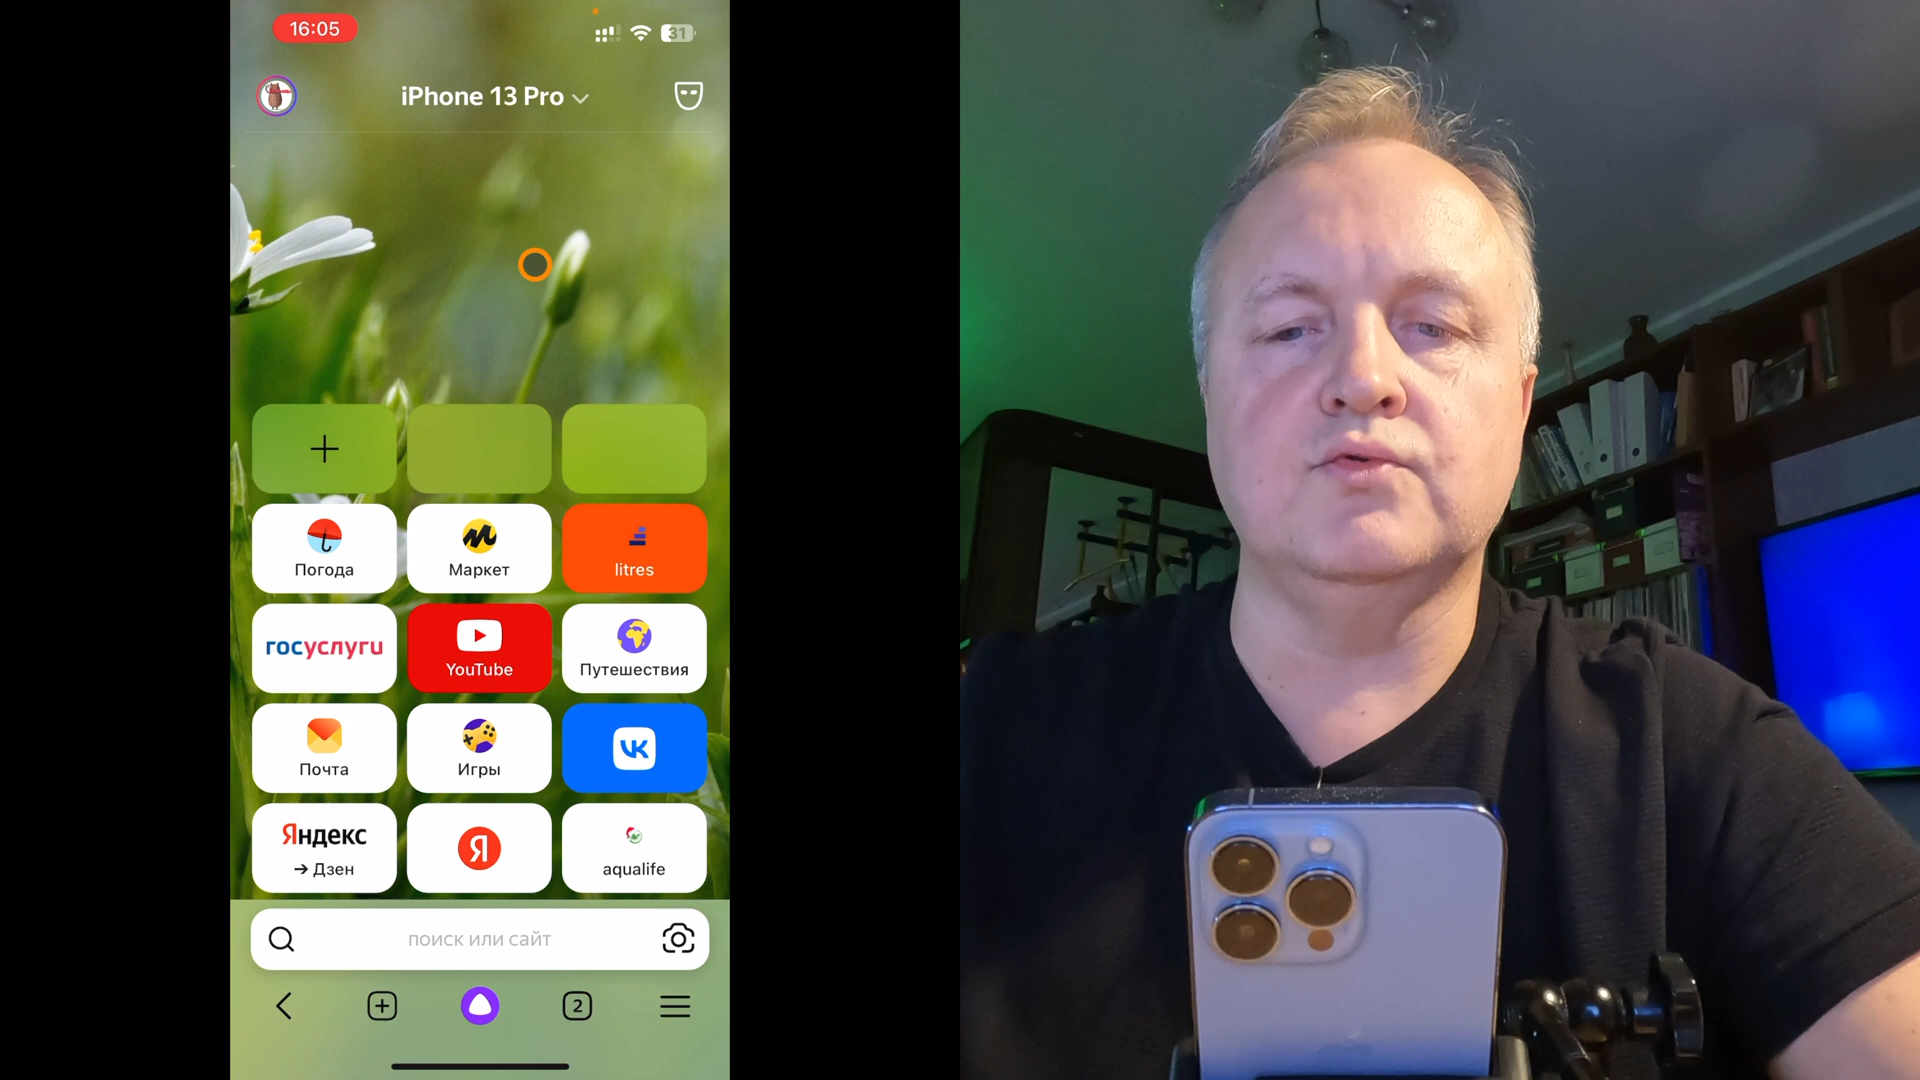 16:05
31
iPhone 13 Pro
Погода
Маркет
litres
госуслуги
YouTube
Путешествия
Почта
Игры
VK
Яндекс
→ Дзен
Я
aqualife
поиск или сайт
2